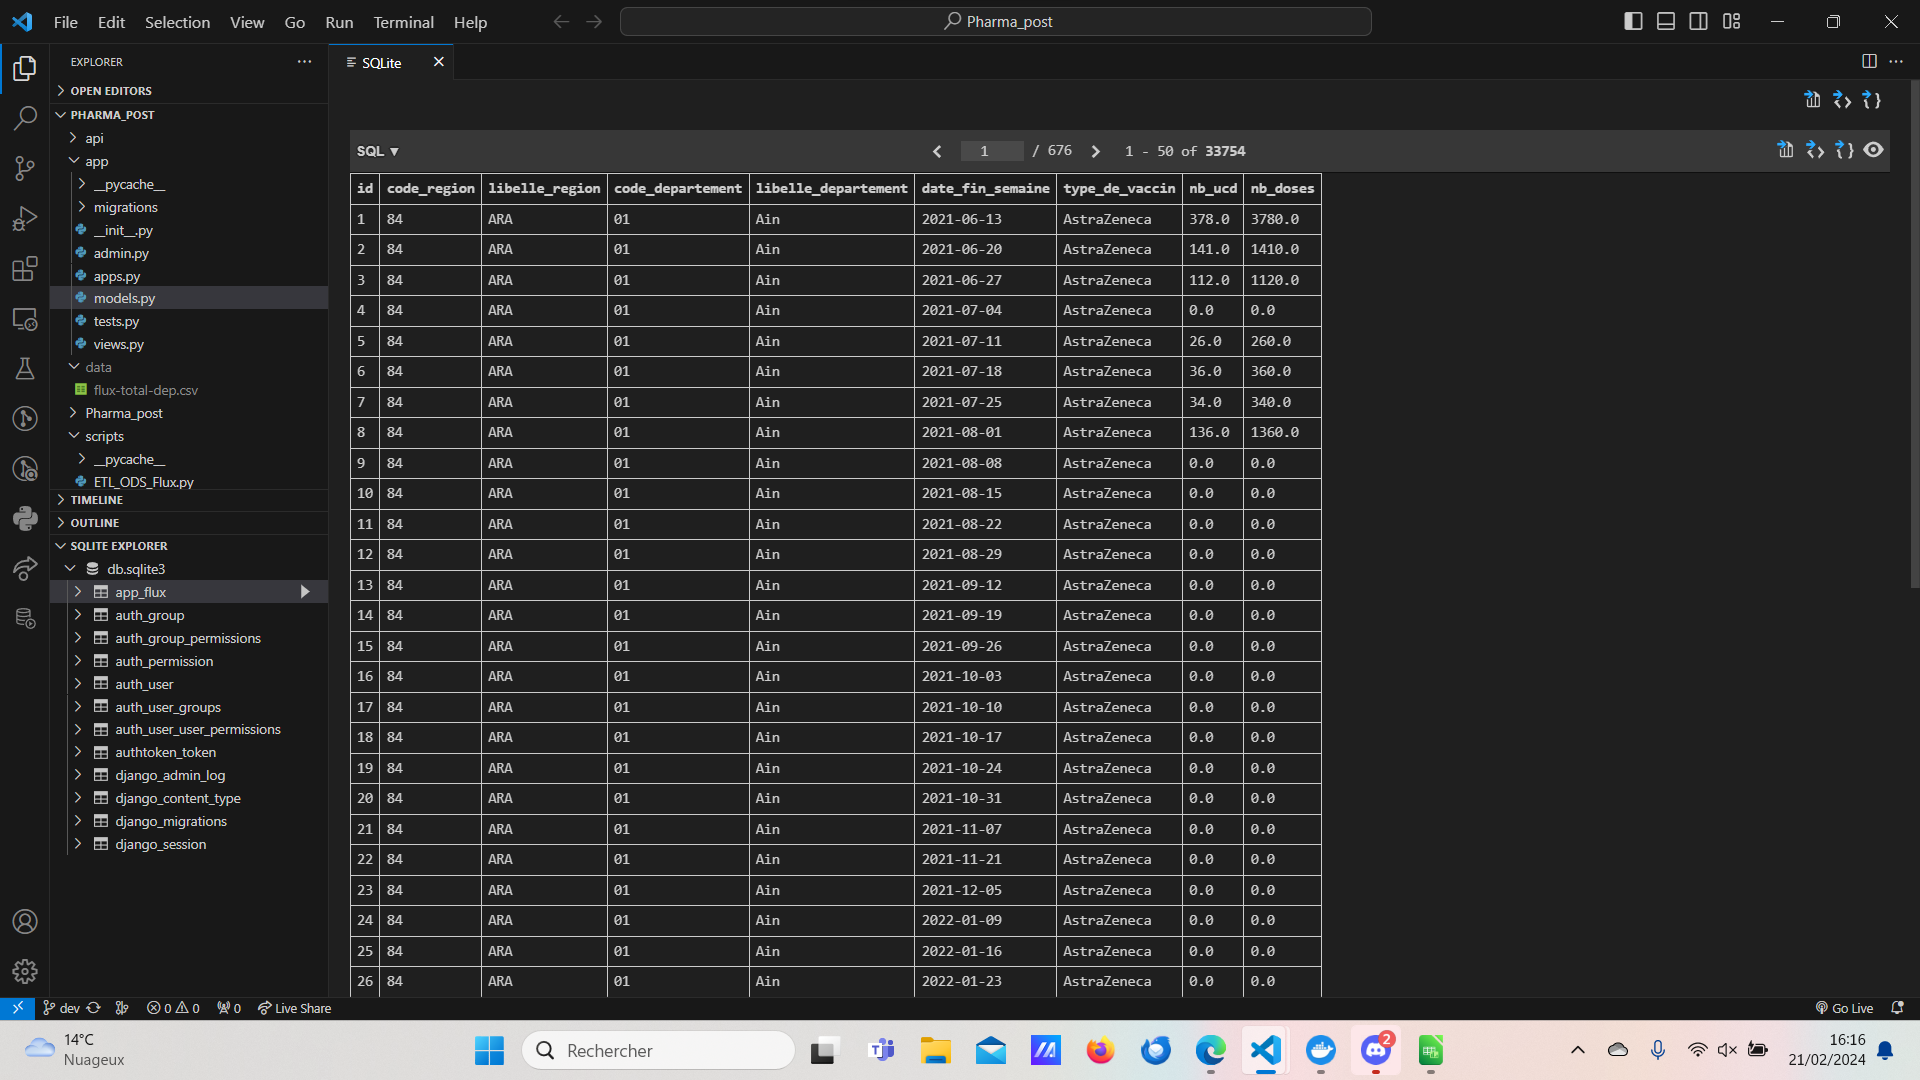 File Edit Selection View Go Run Terminal Help
Pharma_post
EXPLORER
OPEN EDITORS
PHARMA_POST
api
app
__pycache__
migrations
__init__.py
admin.py
apps.py
models.py
tests.py
views.py
data
flux-total-dep.csv
Pharma_post
scripts
__pycache__
ETL_ODS_Flux.py
TIMELINE
OUTLINE
SQLITE EXPLORER
db.sqlite3
app_flux
auth_group
auth_group_permissions
auth_permission
auth_user
auth_user_groups
auth_user_user_permissions
authtoken_token
django_admin_log
django_content_type
django_migrations
django_session
SQLite
SQL ▼ 1 / 676 1 - 50 of 33754
id code_region libelle_region code_departement libelle_departement date_fin_semaine type_de_vaccin nb_ucd nb_doses
1 84 ARA 01 Ain 2021-06-13 AstraZeneca 378.0 3780.0
2 84 ARA 01 Ain 2021-06-20 AstraZeneca 141.0 1410.0
3 84 ARA 01 Ain 2021-06-27 AstraZeneca 112.0 1120.0
4 84 ARA 01 Ain 2021-07-04 AstraZeneca 0.0 0.0
5 84 ARA 01 Ain 2021-07-11 AstraZeneca 26.0 260.0
6 84 ARA 01 Ain 2021-07-18 AstraZeneca 36.0 360.0
7 84 ARA 01 Ain 2021-07-25 AstraZeneca 34.0 340.0
8 84 ARA 01 Ain 2021-08-01 AstraZeneca 136.0 1360.0
9 84 ARA 01 Ain 2021-08-08 AstraZeneca 0.0 0.0
10 84 ARA 01 Ain 2021-08-15 AstraZeneca 0.0 0.0
11 84 ARA 01 Ain 2021-08-22 AstraZeneca 0.0 0.0
12 84 ARA 01 Ain 2021-08-29 AstraZeneca 0.0 0.0
13 84 ARA 01 Ain 2021-09-12 AstraZeneca 0.0 0.0
14 84 ARA 01 Ain 2021-09-19 AstraZeneca 0.0 0.0
15 84 ARA 01 Ain 2021-09-26 AstraZeneca 0.0 0.0
16 84 ARA 01 Ain 2021-10-03 AstraZeneca 0.0 0.0
17 84 ARA 01 Ain 2021-10-10 AstraZeneca 0.0 0.0
18 84 ARA 01 Ain 2021-10-17 AstraZeneca 0.0 0.0
19 84 ARA 01 Ain 2021-10-24 AstraZeneca 0.0 0.0
20 84 ARA 01 Ain 2021-10-31 AstraZeneca 0.0 0.0
21 84 ARA 01 Ain 2021-11-07 AstraZeneca 0.0 0.0
22 84 ARA 01 Ain 2021-11-21 AstraZeneca 0.0 0.0
23 84 ARA 01 Ain 2021-12-05 AstraZeneca 0.0 0.0
24 84 ARA 01 Ain 2022-01-09 AstraZeneca 0.0 0.0
25 84 ARA 01 Ain 2022-01-16 AstraZeneca 0.0 0.0
26 84 ARA 01 Ain 2022-01-23 AstraZeneca 0.0 0.0
dev 0 0 0 Live Share Go Live
14°C
Nuageux
Rechercher
2
16:16
21/02/2024